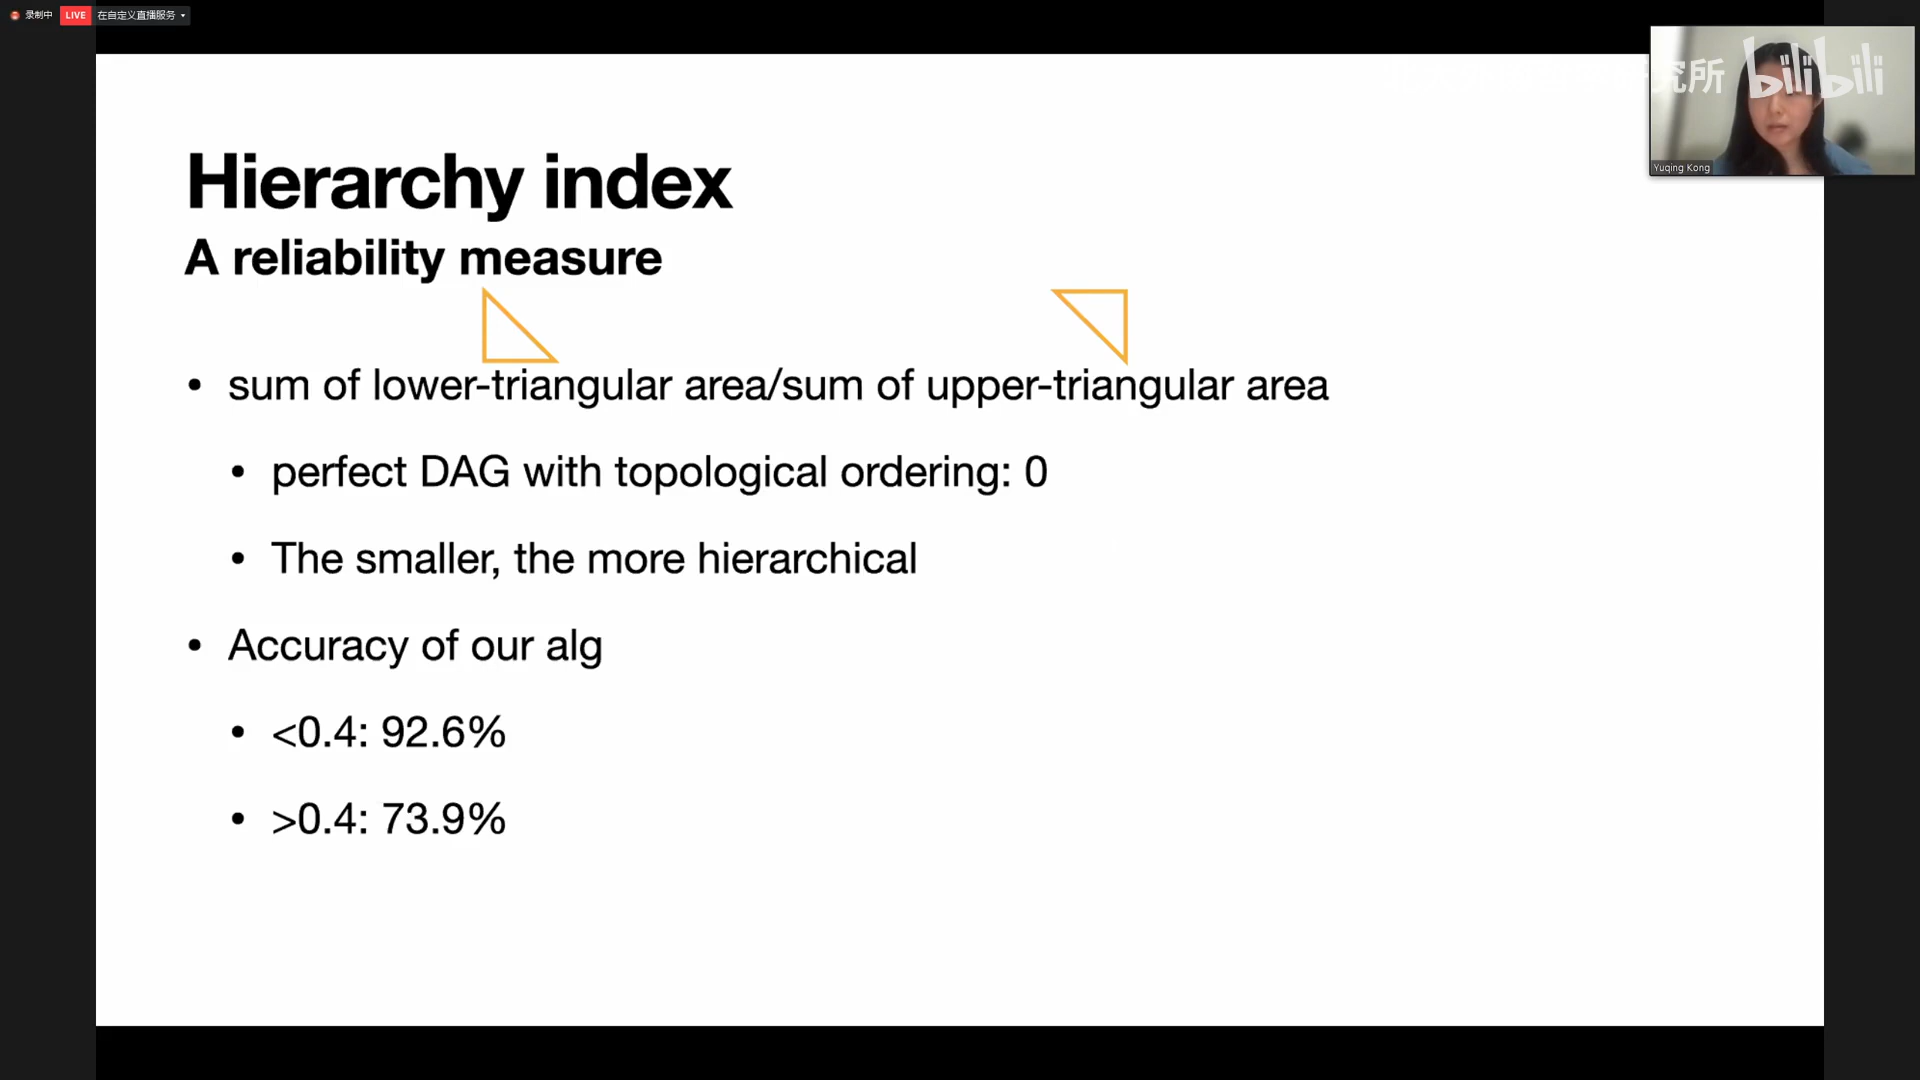 录制中 LIVE 在自定义直播服务
究所 bilibili
Yuqing Kong
Hierarchy index
A reliability measure
• sum of lower-triangular area/sum of upper-triangular area
• perfect DAG with topological ordering: 0
• The smaller, the more hierarchical
• Accuracy of our alg
• <0.4: 92.6%
• >0.4: 73.9%